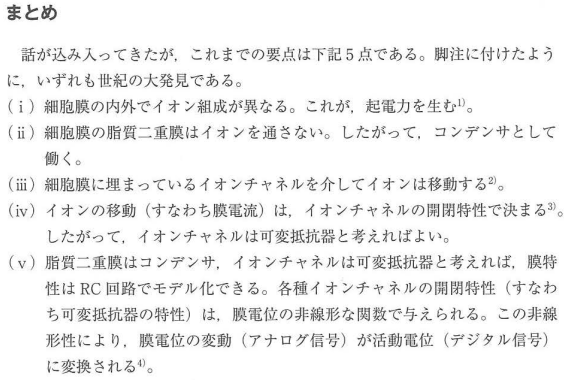 まとめ
話が込み入ってきたが，これまでの要点は下記5点である。脚注に付けたよう
に，いずれも世紀の大発見である。
(ⅰ) 細胞膜の内外でイオン組成が異なる。これが，起電力を生む1)。
(ⅱ) 細胞膜の脂質二重膜はイオンを通さない。したがって，コンデンサとして
働く。
(ⅲ) 細胞膜に埋まっているイオンチャネルを介してイオンは移動する2)。
(ⅳ) イオンの移動（すなわち膜電流）は，イオンチャネルの開閉特性で決まる3)。
したがって，イオンチャネルは可変抵抗器と考えればよい。
(ⅴ) 脂質二重膜はコンデンサ，イオンチャネルは可変抵抗器と考えれば，膜特
性は RC 回路でモデル化できる。各種イオンチャネルの開閉特性（すなわ
ち可変抵抗器の特性）は，膜電位の非線形な関数で与えられる。この非線
形性により，膜電位の変動（アナログ信号）が活動電位（デジタル信号）
に変換される4)。